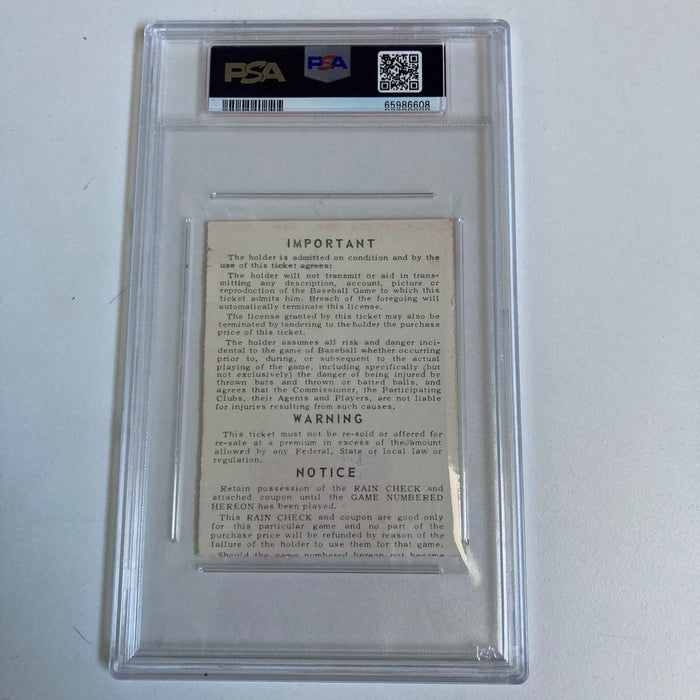 PSA PSA
65986608
IMPORTANT
The holder is admitted on condition and by the
use of this ticket agrees:
The holder will not transmit or aid in trans-
mitting any description, account, picture or
reproduction of the Baseball Game to which this
ticket admits him. Breach of the foregoing will
automatically terminate this license.
The license granted by this ticket may also be
terminated by tendering to the holder the purchase
price of this ticket.
The holder assumes all risk and danger inci-
dental to the game of Baseball whether occurring
prior to, during, or subsequent to the actual
playing of the game, including specifically (but
not exclusively) the danger of being injured by
thrown bats and thrown or batted balls, and
agrees that the Commissioner, the Participating
Clubs, their Agents and Players, are not liable
for injuries resulting from such causes.
WARNING
This ticket must not be re-sold or offered for
re-sale at a premium in excess of the amount
allowed by any Federal, State or local law or
regulation.
NOTICE
Retain possession of the RAIN CHECK and
attached coupon until the GAME NUMBERED
HEREON has been played.
This RAIN CHECK and coupon are good only
for this particular game and no part of the
purchase price will be refunded by reason of the
failure of the holder to use them for that game.
Should the game numbered hereon not become
PSA